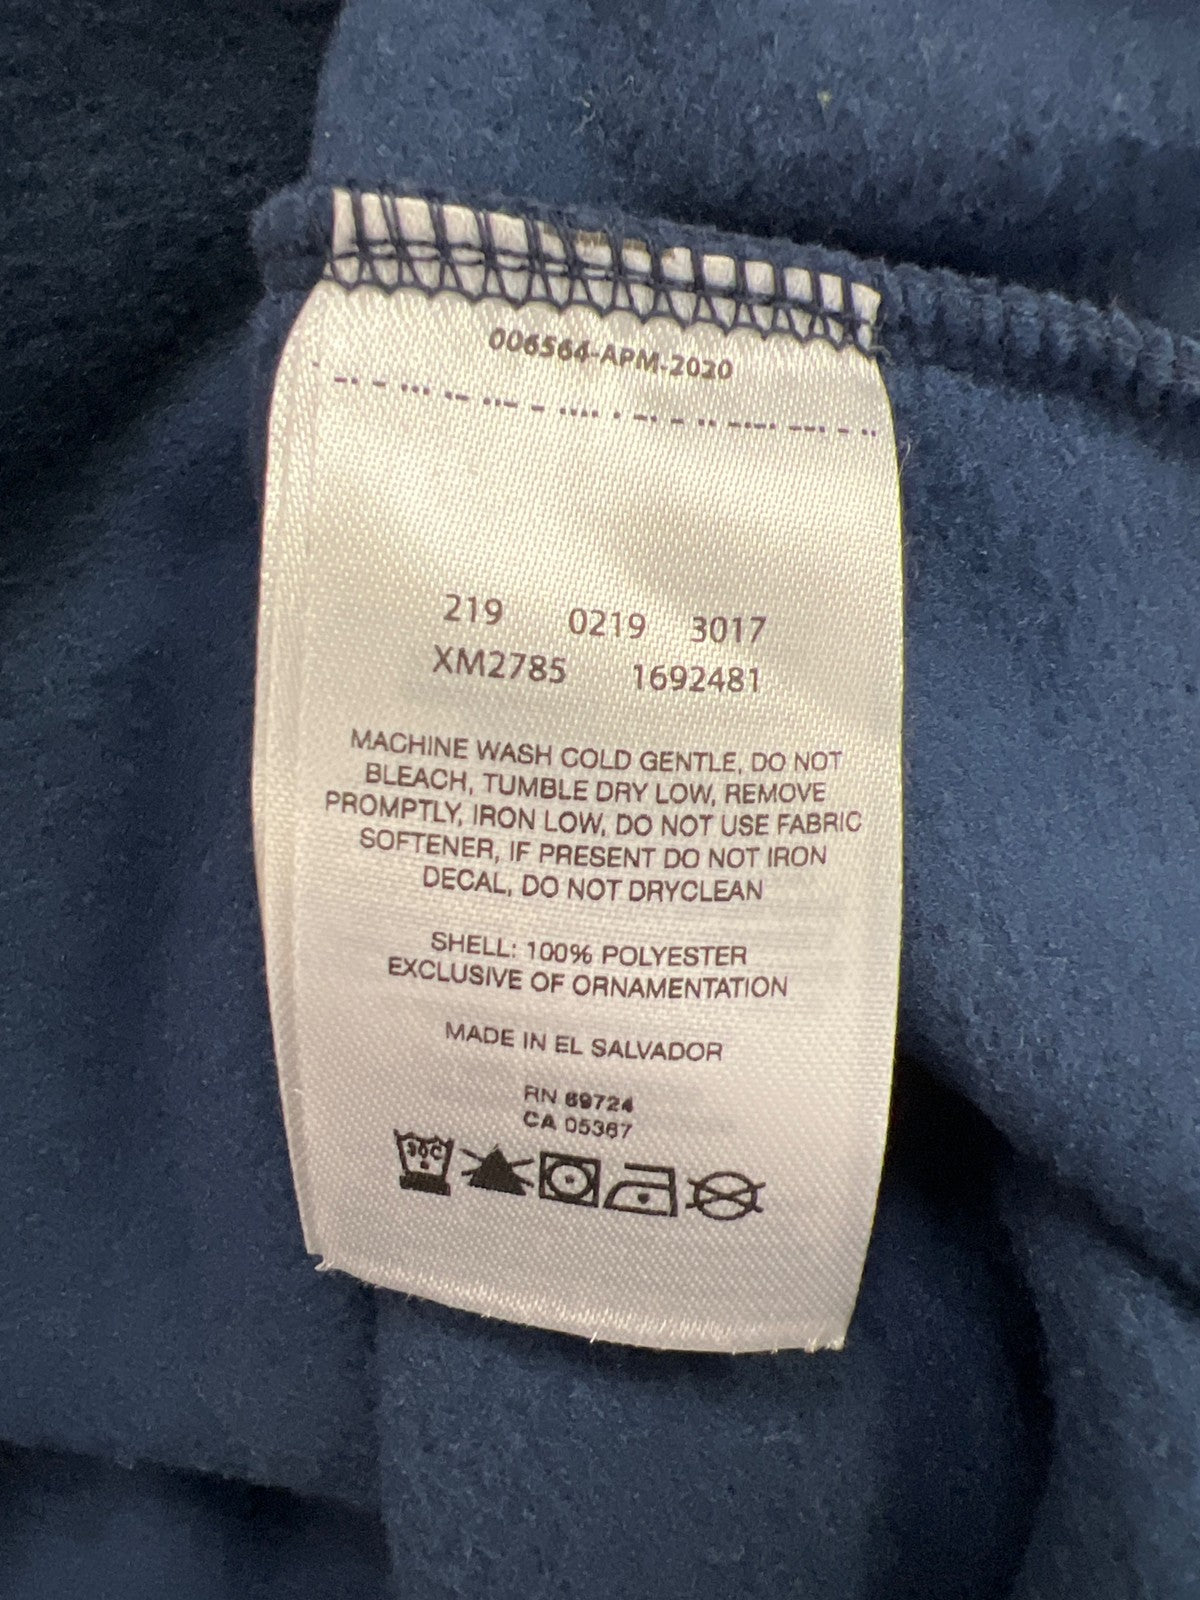 006564-APM-2020
219 0219 3017
XM2785 1692481
MACHINE WASH COLD GENTLE, DO NOT
BLEACH, TUMBLE DRY LOW, REMOVE
PROMPTLY, IRON LOW, DO NOT USE FABRIC
SOFTENER, IF PRESENT DO NOT IRON
DECAL, DO NOT DRYCLEAN
SHELL: 100% POLYESTER
EXCLUSIVE OF ORNAMENTATION
MADE IN EL SALVADOR
RN 69724
CA 05367
30C